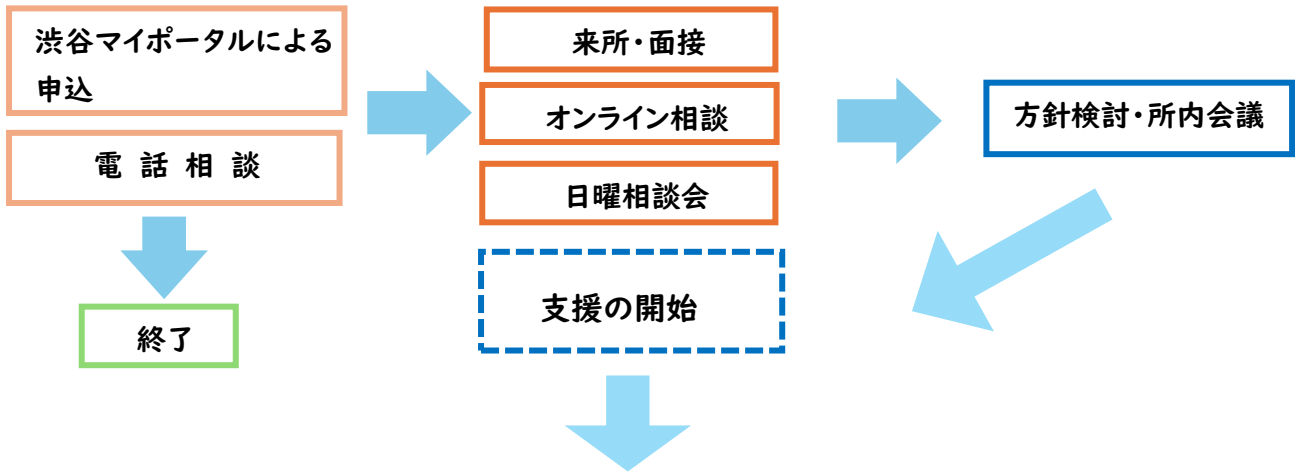 渋谷マイポータルによる
申込
電 話 相 談
終了
来所・面接
オンライン相談
日曜相談会
方針検討・所内会議
支援の開始